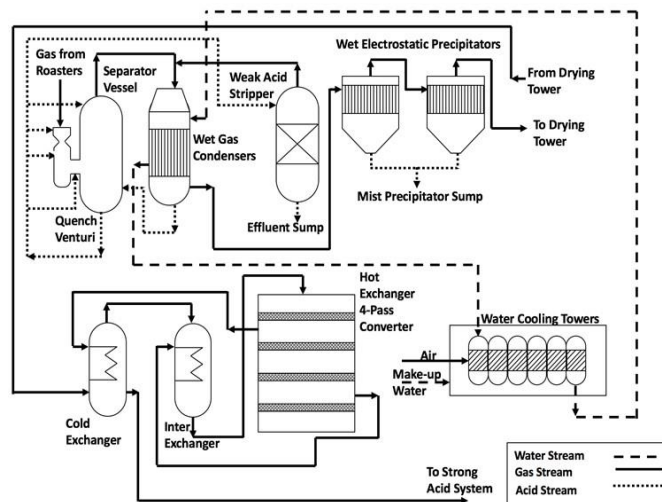 Gas from
Roasters
Separator
Vessel
Weak Acid
Stripper
Wet Electrostatic Precipitators
From Drying
Tower
To Drying
Tower
Wet Gas
Condensers
Mist Precipitator Sump
Quench
Venturi
Effluent Sump
Hot
Exchanger
4-Pass
Converter
Water Cooling Towers
Air
Make-up
Water
Cold
Exchanger
Inter
Exchanger
To Strong
Acid System
Water Stream
Gas Stream
Acid Stream